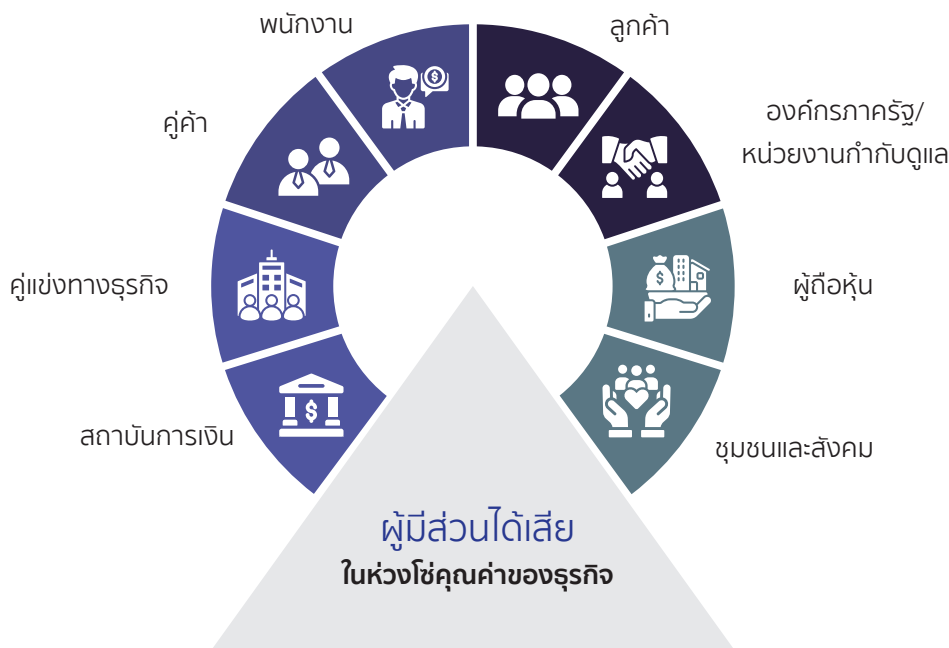 พนักงาน
ลูกค้า
คู่ค้า
องค์กรภาครัฐ/
หน่วยงานกำกับดูแล
คู่แข่งทางธุรกิจ
ผู้ถือหุ้น
สถาบันการเงิน
ชุมชนและสังคม
ผู้มีส่วนได้เสีย
ในห่วงโซ่คุณค่าของธุรกิจ